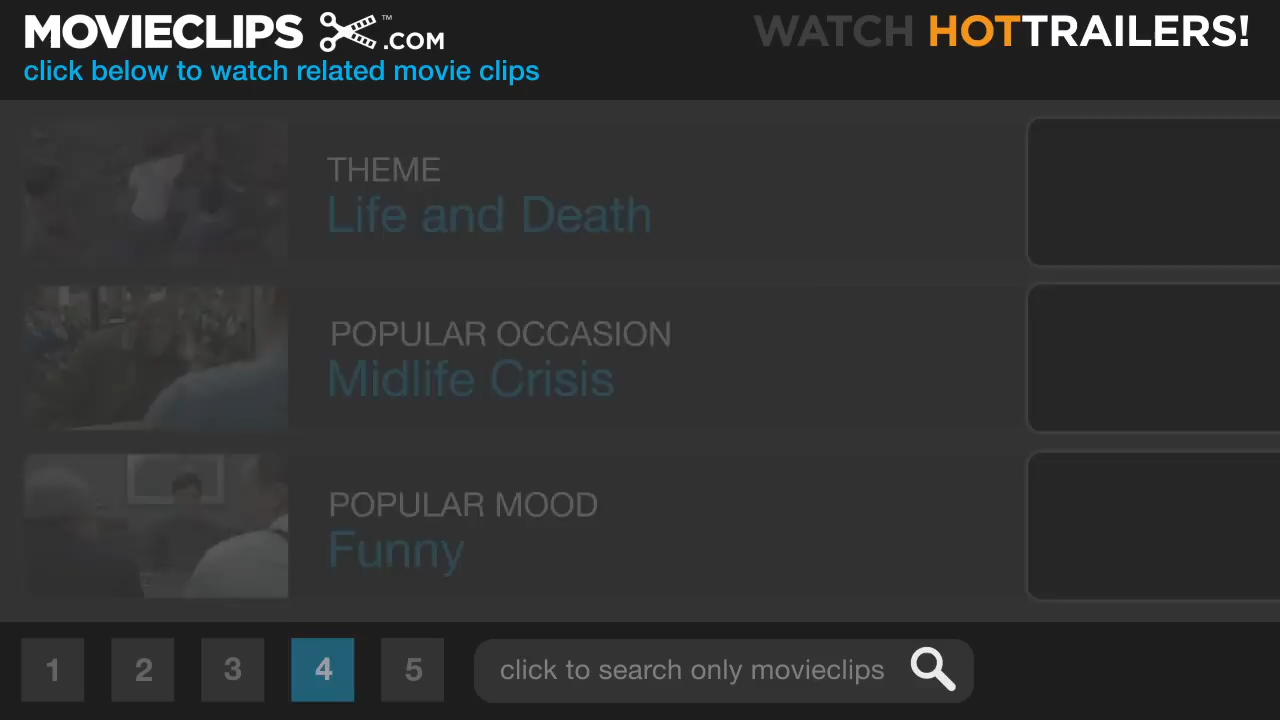 MOVIECLIPS ™ .COM
WATCH HOTTRAILERS!
click below to watch related movie clips
THEME
Life and Death
POPULAR OCCASION
Midlife Crisis
POPULAR MOOD
Funny
1 2 3 4 5
click to search only movieclips